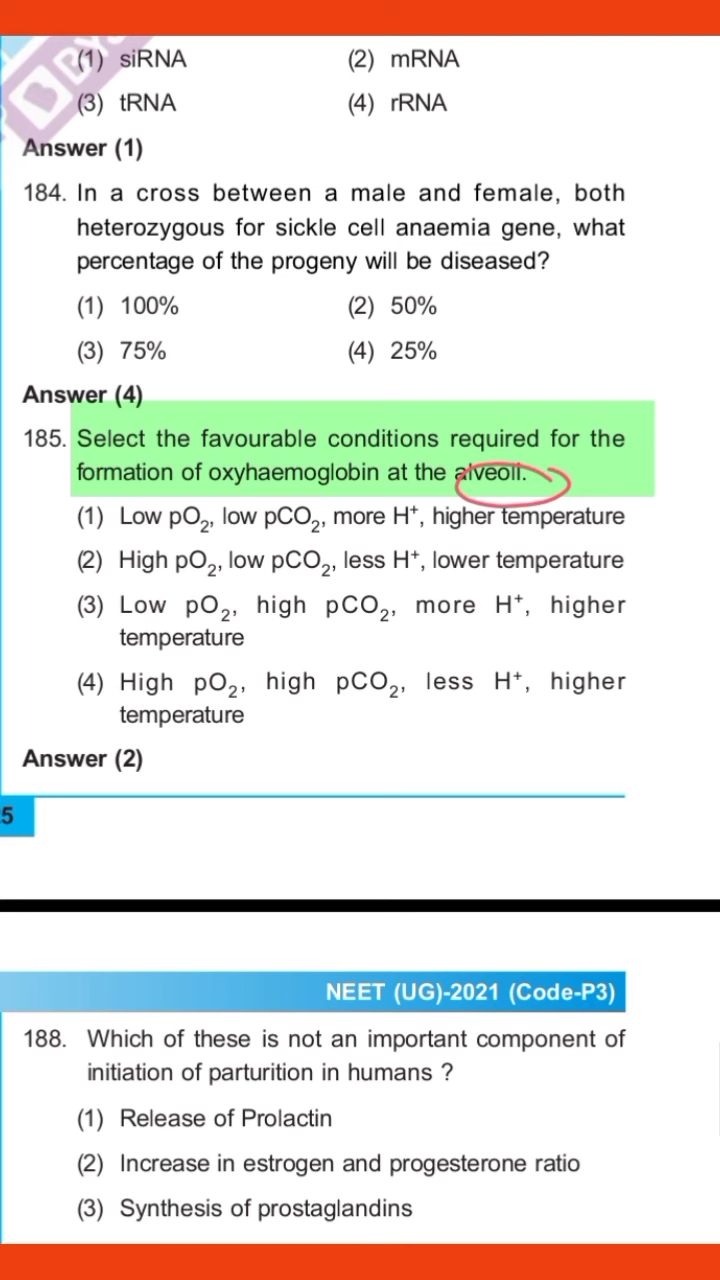 (1) siRNA (2) mRNA
(3) tRNA (4) rRNA
Answer (1)
184. In a cross between a male and female, both
heterozygous for sickle cell anaemia gene, what
percentage of the progeny will be diseased?
(1) 100% (2) 50%
(3) 75% (4) 25%
Answer (4)
185. Select the favourable conditions required for the
formation of oxyhaemoglobin at the alveoli.
(1) Low pO₂, low pCO₂, more H⁺, higher temperature
(2) High pO₂, low pCO₂, less H⁺, lower temperature
(3) Low pO₂, high pCO₂, more H⁺, higher
temperature
(4) High pO₂, high pCO₂, less H⁺, higher
temperature
Answer (2)
5
NEET (UG)-2021 (Code-P3)
188. Which of these is not an important component of
initiation of parturition in humans ?
(1) Release of Prolactin
(2) Increase in estrogen and progesterone ratio
(3) Synthesis of prostaglandins